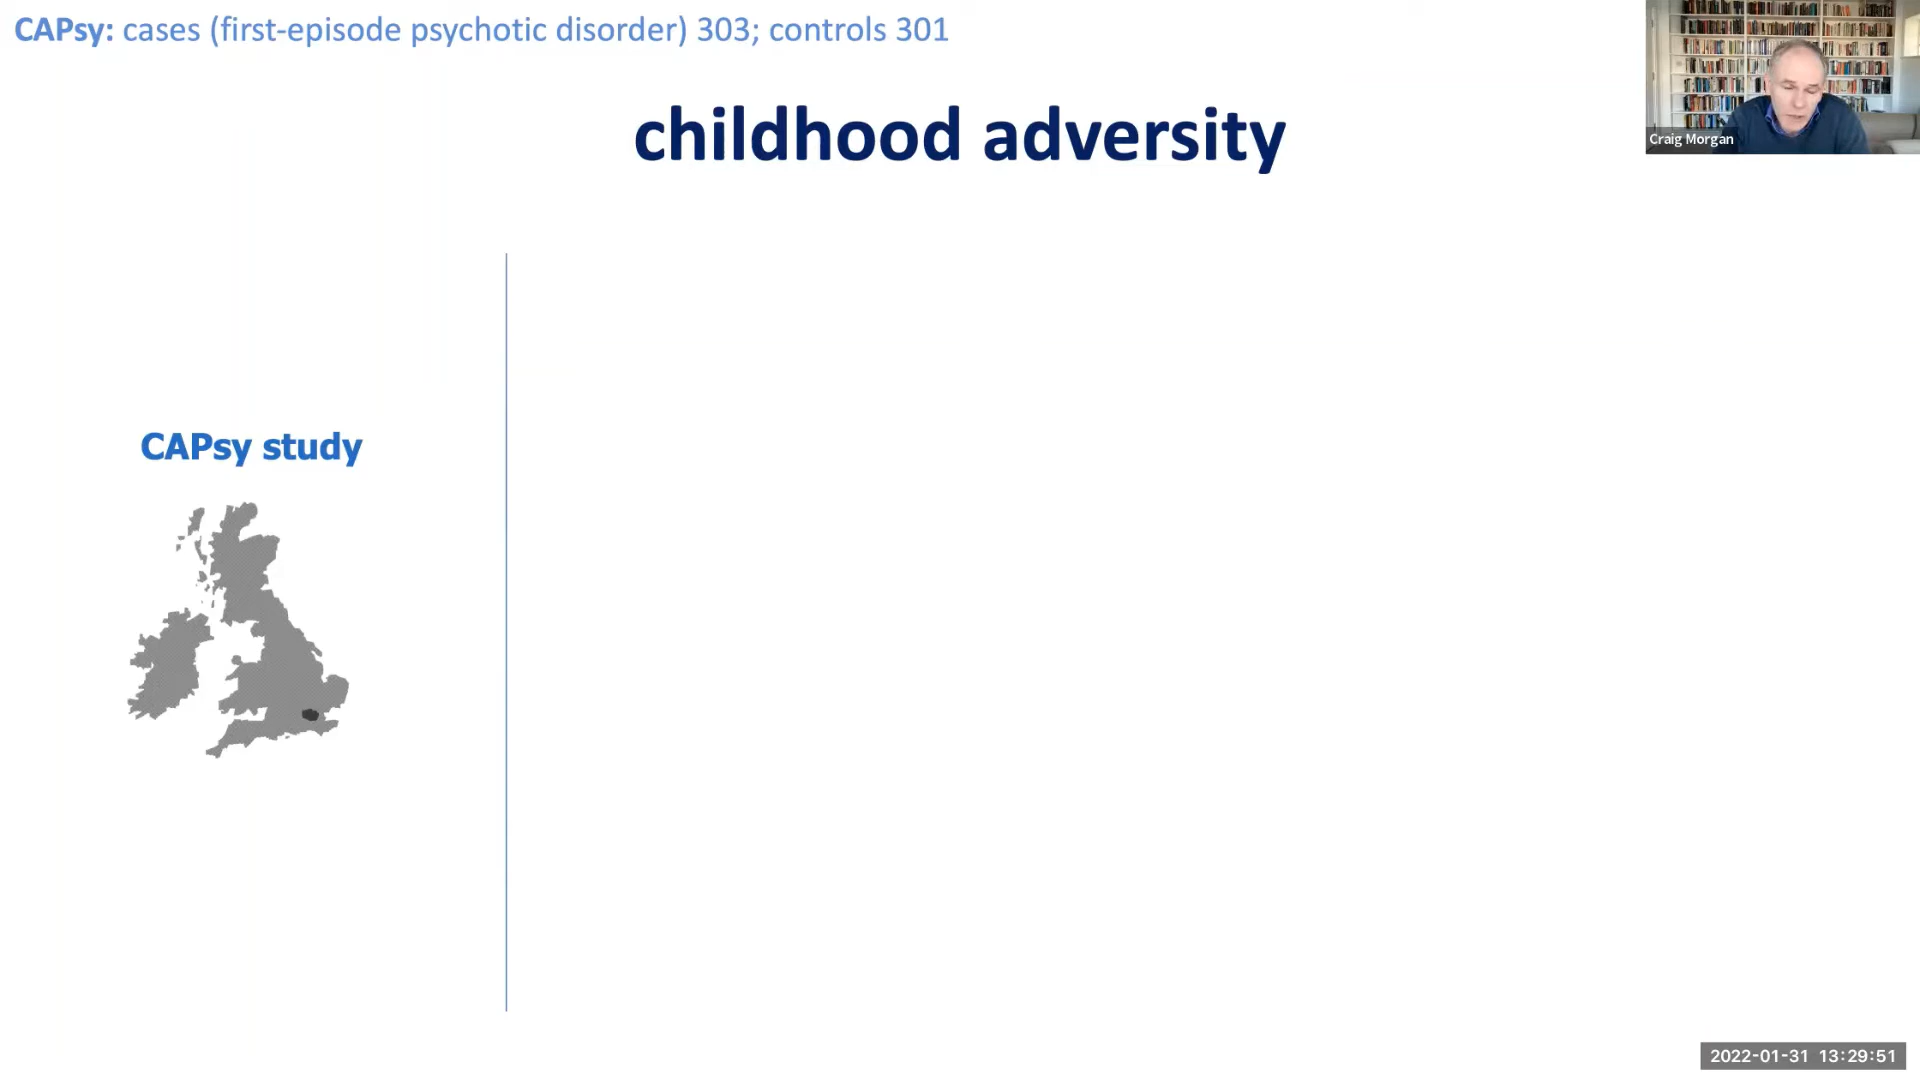 CAPsy: cases (first-episode psychotic disorder) 303; controls 301
childhood adversity
Craig Morgan
CAPsy study
2022-01-31 13:29:51